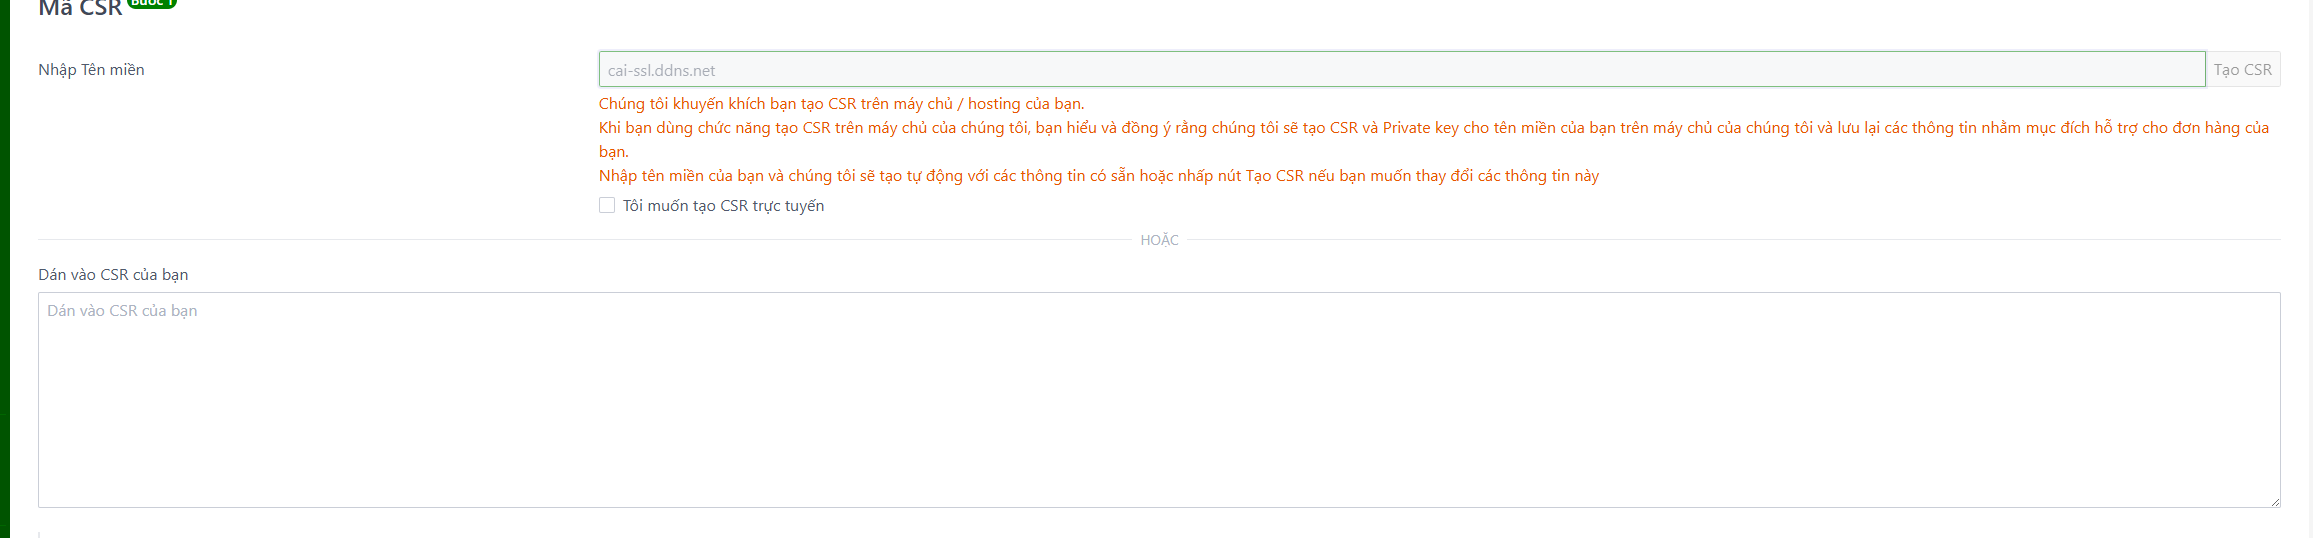 Mã CSR Bước 1
Nhập Tên miền
cai-ssl.ddns.net
Tạo CSR
Chúng tôi khuyến khích bạn tạo CSR trên máy chủ / hosting của bạn.
Khi bạn dùng chức năng tạo CSR trên máy chủ của chúng tôi, bạn hiểu và đồng ý rằng chúng tôi sẽ tạo CSR và Private key cho tên miền của bạn trên máy chủ của chúng tôi và lưu lại các thông tin nhằm mục đích hỗ trợ cho đơn hàng của
bạn.
Nhập tên miền của bạn và chúng tôi sẽ tạo tự động với các thông tin có sẵn hoặc nhấp nút Tạo CSR nếu bạn muốn thay đổi các thông tin này
Tôi muốn tạo CSR trực tuyến
HOẶC
Dán vào CSR của bạn
Dán vào CSR của bạn